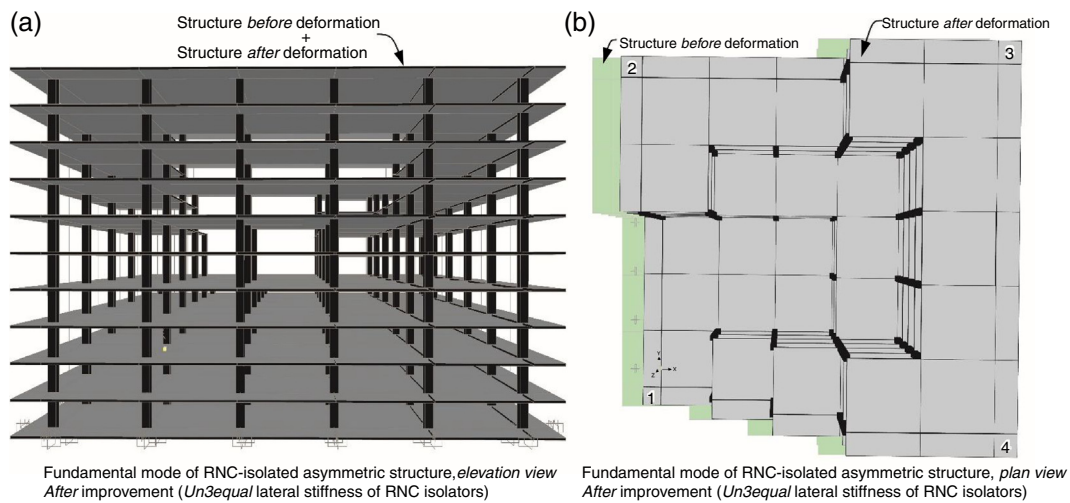 (a)
Structure before deformation
+
Structure after deformation
Fundamental mode of RNC-isolated asymmetric structure,elevation view
After improvement (Un3equal lateral stiffness of RNC isolators)
(b)
Structure before deformation
Structure after deformation
2
3
Y
Z
X
1
4
Fundamental mode of RNC-isolated asymmetric structure, plan view
After improvement (Un3equal lateral stiffness of RNC isolators)